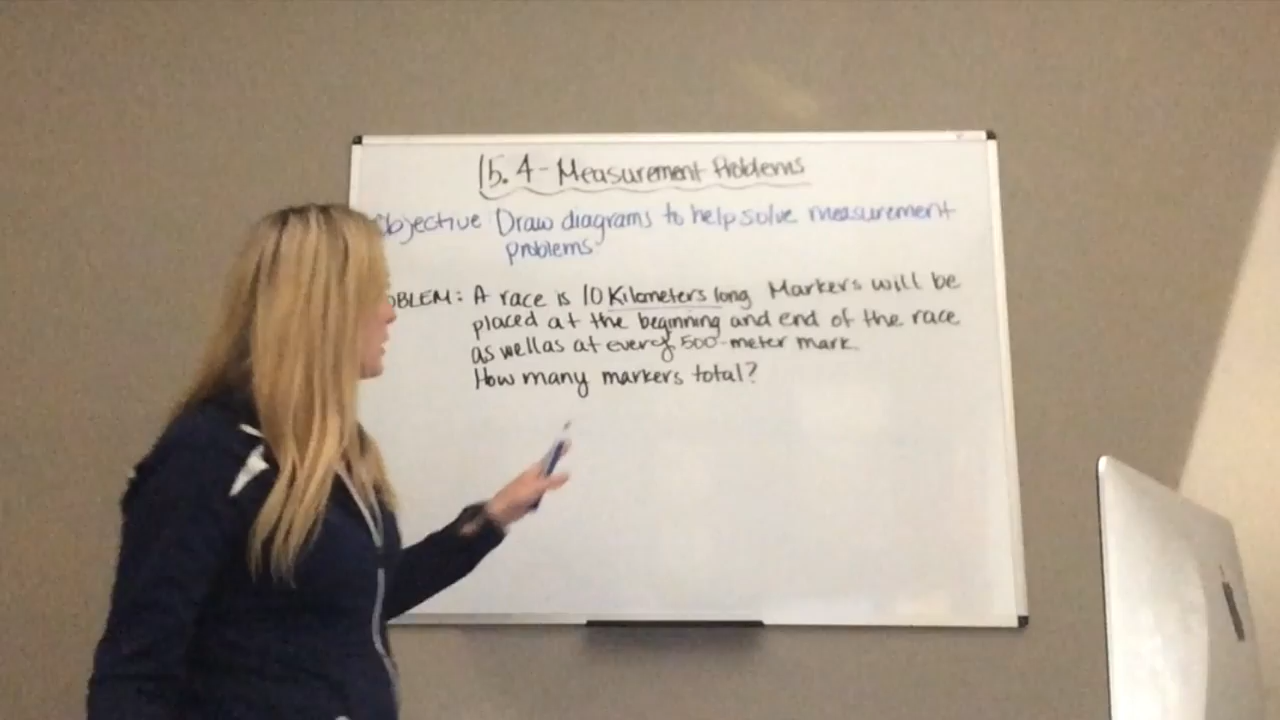 15.4 - Measurement Problems
Objective Draw diagrams to help solve measurement
problems
OBLEM: A race is 10 Kilometers long Markers will be
placed at the beginning and end of the race
as well as at every 500-meter mark.
How many markers total?